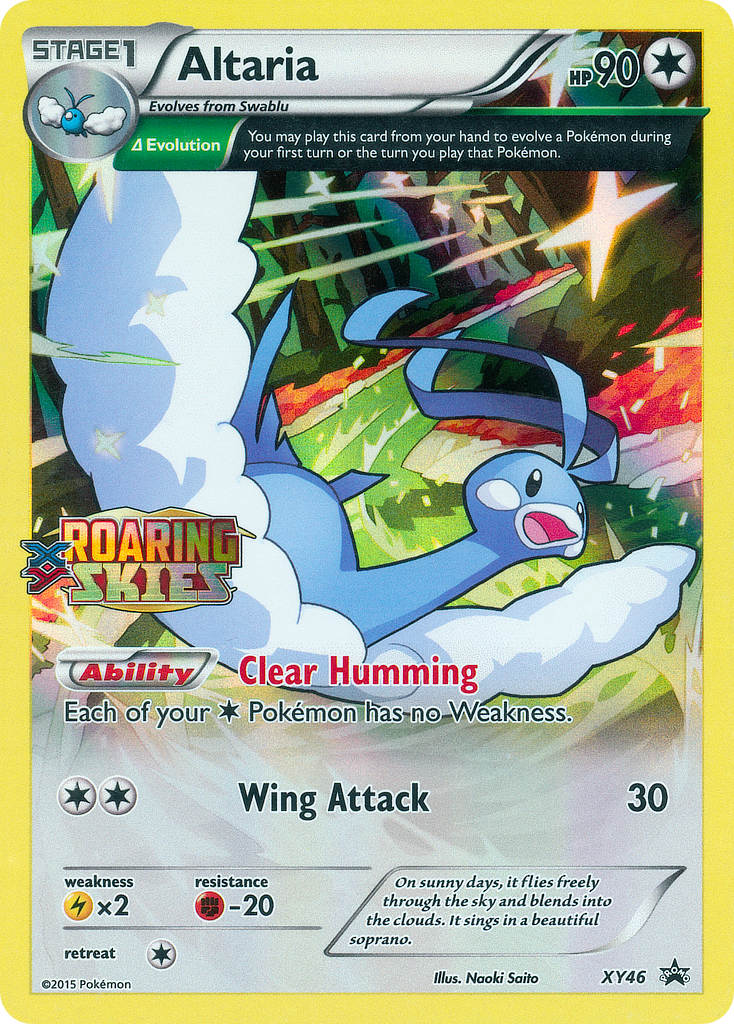 STAGE1
Altaria
HP 90
Evolves from Swablu
Δ Evolution
You may play this card from your hand to evolve a Pokémon during
your first turn or the turn you play that Pokémon.
XY
ROARING
SKIES
Ability Clear Humming
Each of your Pokémon has no Weakness.
Wing Attack 30
weakness resistance
×2 -20
On sunny days, it flies freely
through the sky and blends into
the clouds. It sings in a beautiful
soprano.
retreat
©2015 Pokémon Illus. Naoki Saito XY46 PROMO